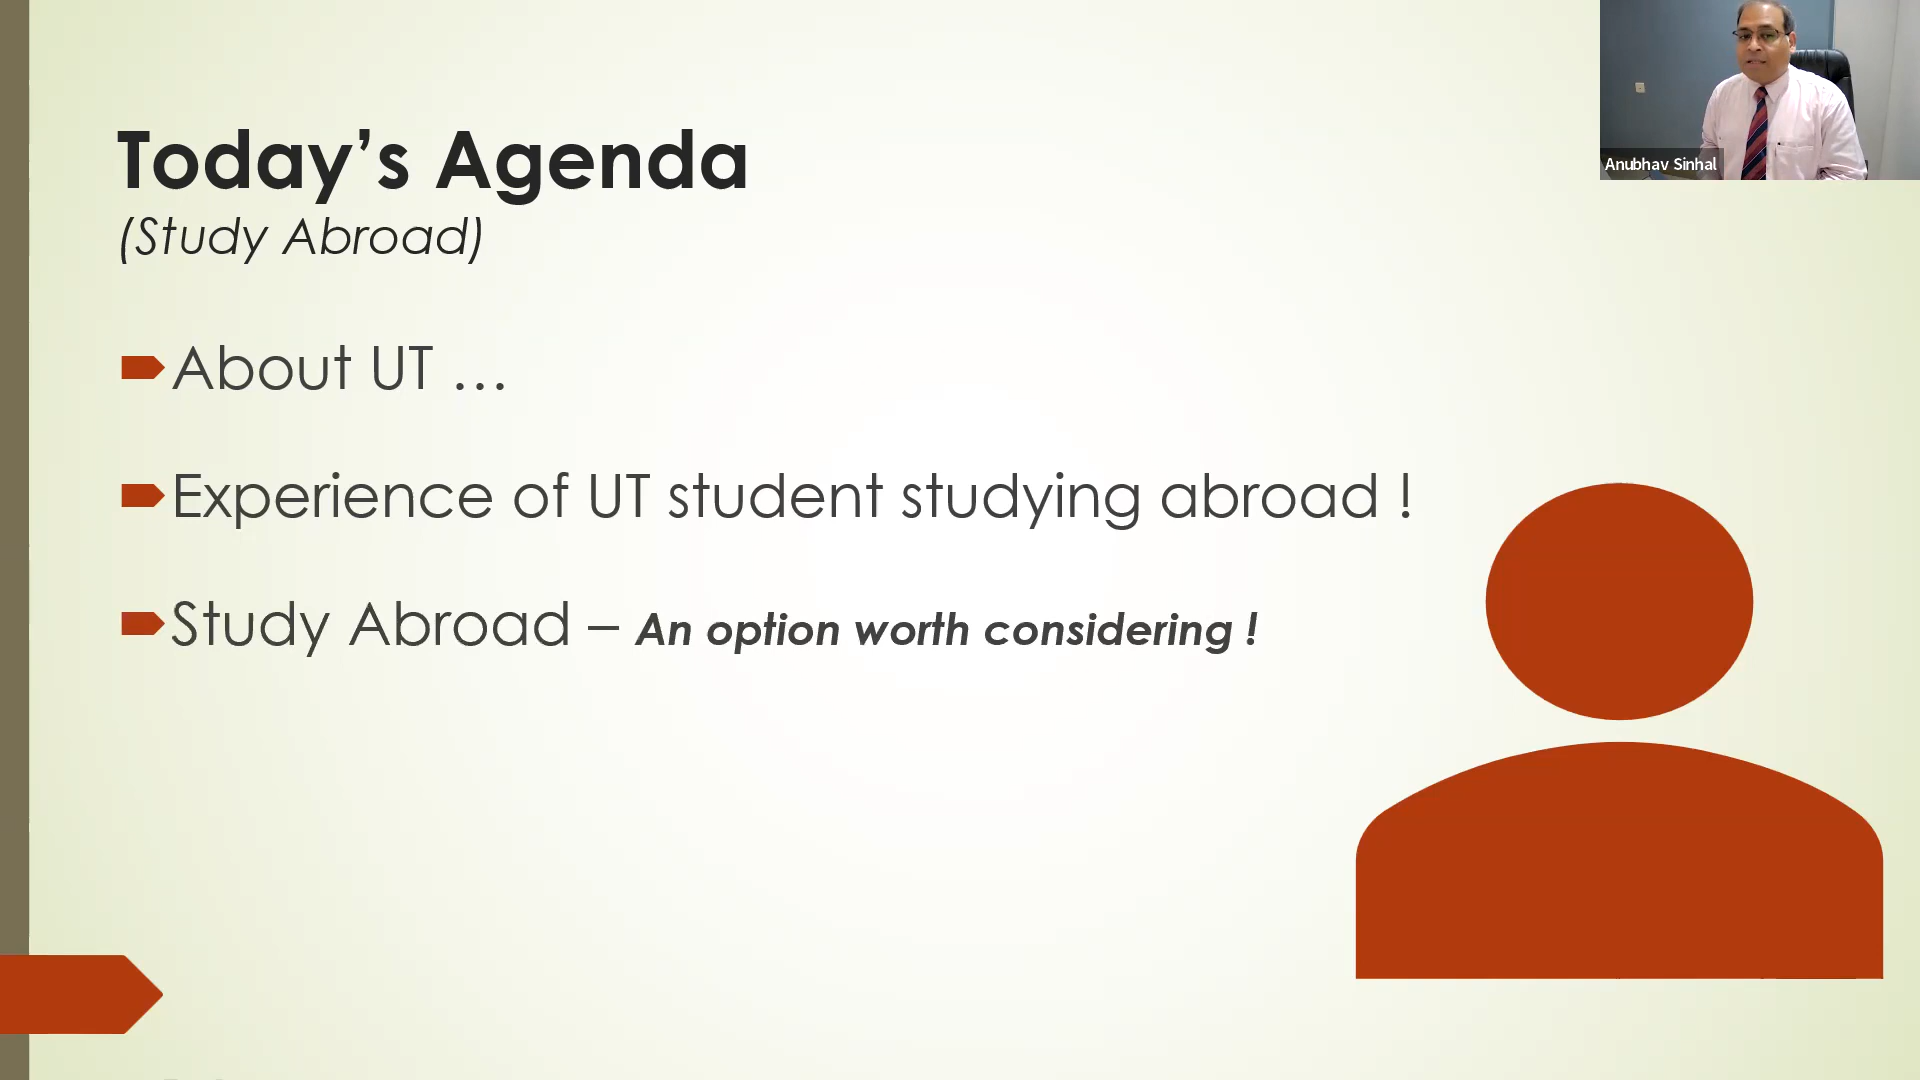 Today’s Agenda
(Study Abroad)
About UT …
Experience of UT student studying abroad !
Study Abroad – An option worth considering !
Anubhav Sinhal